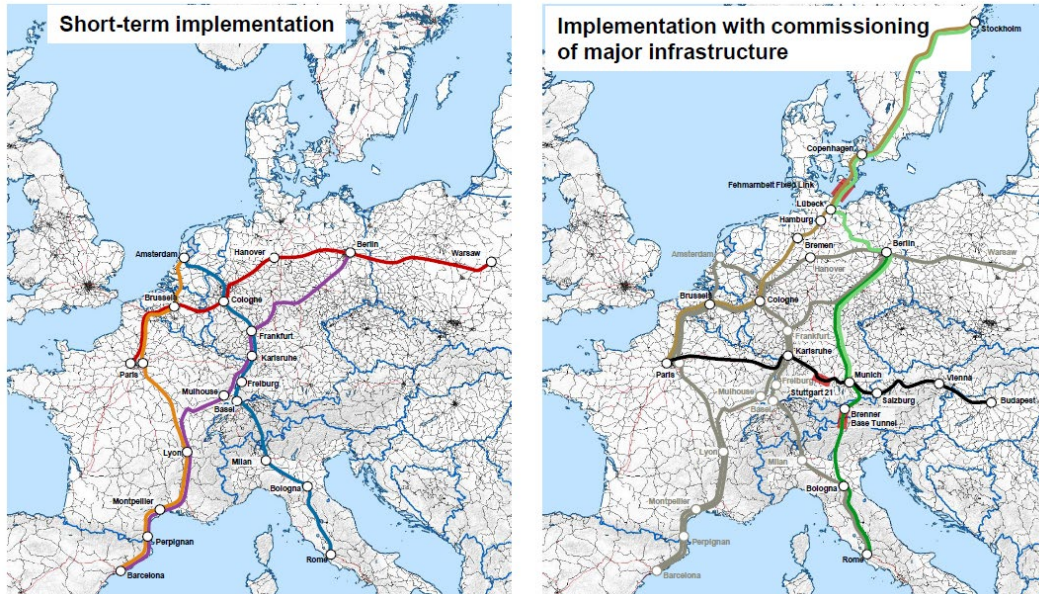 Short-term implementation
Amsterdam
Hanover
Berlin
Warsaw
Brussels
Cologne
Frankfurt
Paris
Karlsruhe
Mulhouse
Freiburg
Basel
Lyon
Milan
Bologna
Montpellier
Perpignan
Rome
Barcelona
Implementation with commissioning
of major infrastructure
Stockholm
Copenhagen
Fehmarnbelt Fixed Link
Lübeck
Hamburg
Bremen
Berlin
Amsterdam
Warsaw
Hanover
Brussels
Cologne
Frankfurt
Karlsruhe
Paris
Freiburg
Munich
Vienna
Mulhouse
Stuttgart 21
Salzburg
Budapest
Basel
Brenner
Base Tunnel
Lyon
Milan
Bologna
Montpellier
Perpignan
Rome
Barcelona